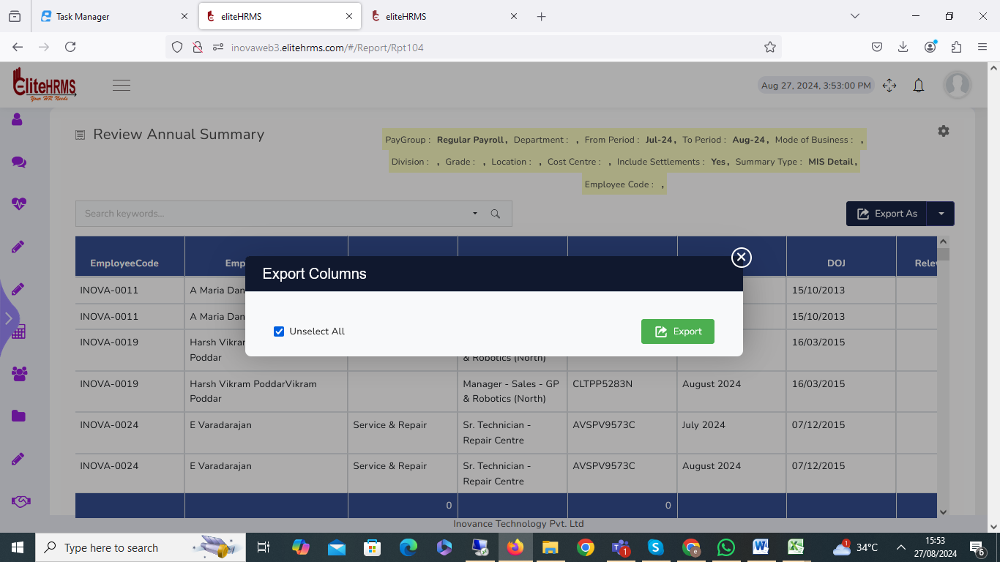 Task Manager
eliteHRMS
eliteHRMS
inovaweb3.elitehrms.com/#/Report/Rpt104
EliteHRMS
Your HR Needs
Aug 27, 2024, 3:53:00 PM
Review Annual Summary
PayGroup : Regular Payroll, Department : , From Period : Jul-24, To Period : Aug-24, Mode of Business : ,
Division : , Grade : , Location : , Cost Centre : , Include Settlements : Yes, Summary Type : MIS Detail,
Employee Code : ,
Search keywords...
Export As
EmployeeCode Emp DOJ Relev
Export Columns
INOVA-0011 A Maria Dan 15/10/2013
INOVA-0011 A Maria Dan 15/10/2013
Unselect All
Export
INOVA-0019 Harsh Vikram 16/03/2015
Poddar & Robotics (North)
INOVA-0019 Harsh Vikram PoddarVikram Manager - Sales - GP CLTPP5283N August 2024 16/03/2015
Poddar & Robotics (North)
INOVA-0024 E Varadarajan Service & Repair Sr. Technician - AVSPV9573C July 2024 07/12/2015
Repair Centre
INOVA-0024 E Varadarajan Service & Repair Sr. Technician - AVSPV9573C August 2024 07/12/2015
Repair Centre
0 0
Inovance Technology Pvt. Ltd
Type here to search
1
34°C
15:53
27/08/2024
6